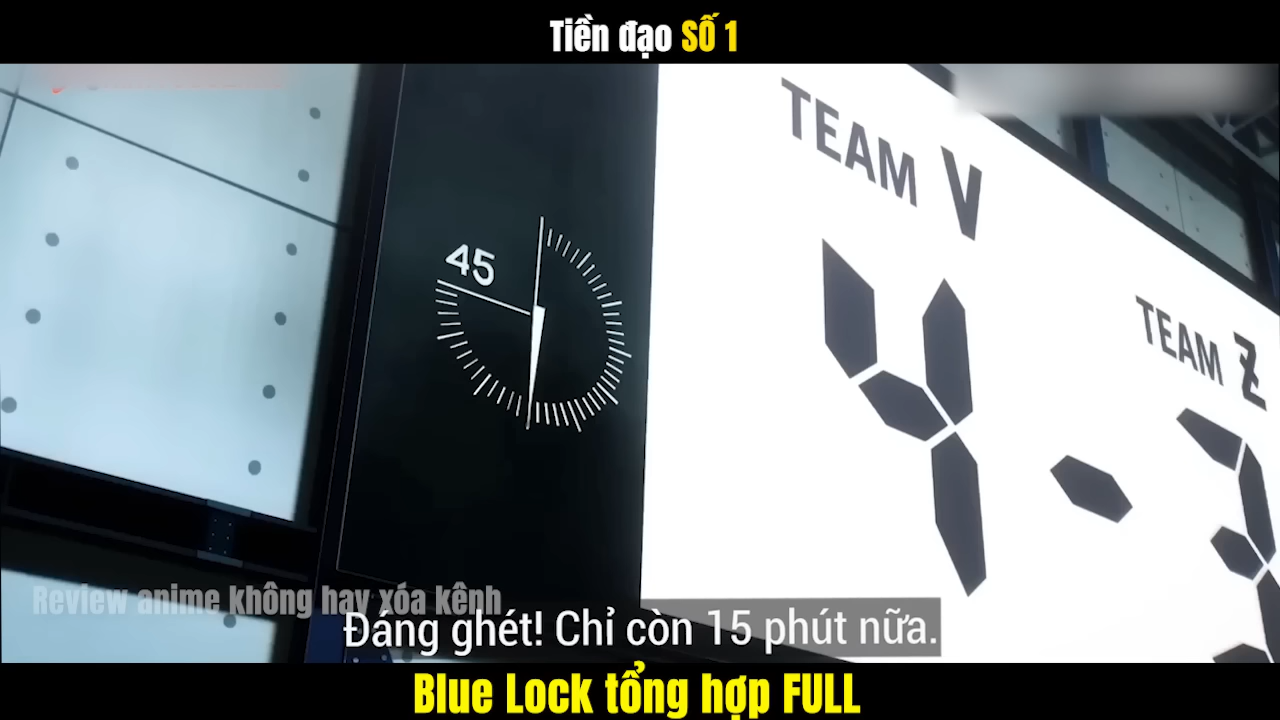 Tiền đạo Số 1
TEAM V
45
4 -
TEAM Z
Review anime không hay xóa kênh
Đáng ghét! Chỉ còn 15 phút nữa.
Blue Lock tổng hợp FULL